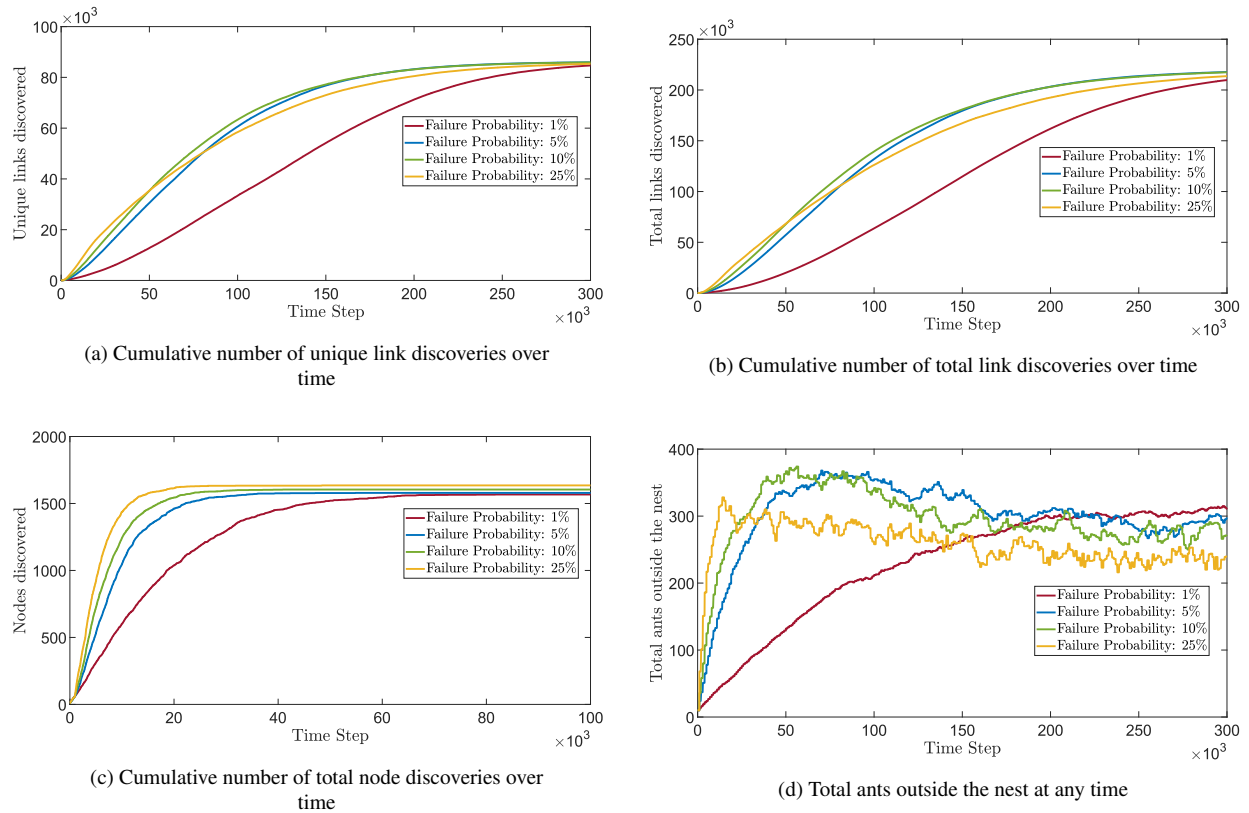 ×10³
100
80
60
40
20
0
Unique links discovered
Failure Probability: 1%
Failure Probability: 5%
Failure Probability: 10%
Failure Probability: 25%
0 50 100 150 200 250 300
Time Step
×10³
(a) Cumulative number of unique link discoveries over
time
×10³
250
200
150
100
50
0
Total links discovered
Failure Probability: 1%
Failure Probability: 5%
Failure Probability: 10%
Failure Probability: 25%
0 50 100 150 200 250 300
Time Step
×10³
(b) Cumulative number of total link discoveries over time
2000
1500
1000
500
0
Nodes discovered
Failure Probability: 1%
Failure Probability: 5%
Failure Probability: 10%
Failure Probability: 25%
0 20 40 60 80 100
Time Step
×10³
(c) Cumulative number of total node discoveries over
time
400
300
200
100
0
Total ants outside the nest
Failure Probability: 1%
Failure Probability: 5%
Failure Probability: 10%
Failure Probability: 25%
0 50 100 150 200 250 300
Time Step
×10³
(d) Total ants outside the nest at any time